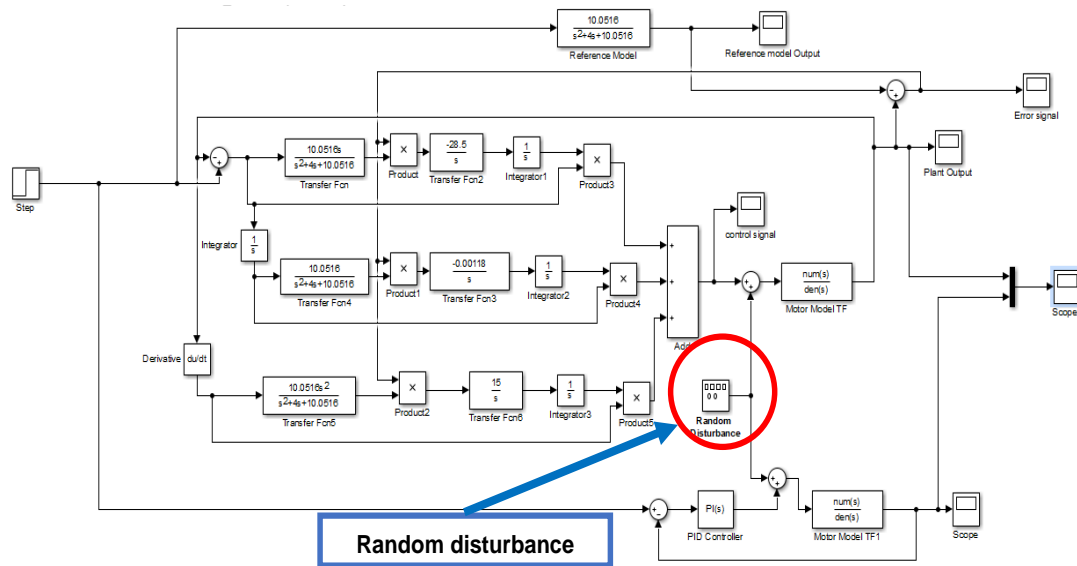 10.0516
s²+4s+10.0516
Reference Model
Reference model Output
Error signal
Step
10.0516s
s²+4s+10.0516
Transfer Fcn
×
Product
-28.5
s
Transfer Fcn2
1
s
Integrator1
×
Product3
Plant Output
Integrator
1
s
control signal
10.0516
s²+4s+10.0516
Transfer Fcn4
×
Product1
-0.00118
s
Transfer Fcn3
1
s
Integrator2
×
Product4
+
+
+
num(s)
den(s)
Motor Model TF
Scope
Derivative
du/dt
10.0516s²
s²+4s+10.0516
Transfer Fcn5
×
Product2
15
s
Transfer Fcn6
1
s
Integrator3
×
Product5
Add
Random
Disturbance
PI(s)
PID Controller
num(s)
den(s)
Motor Model TF1
Scope
Random disturbance